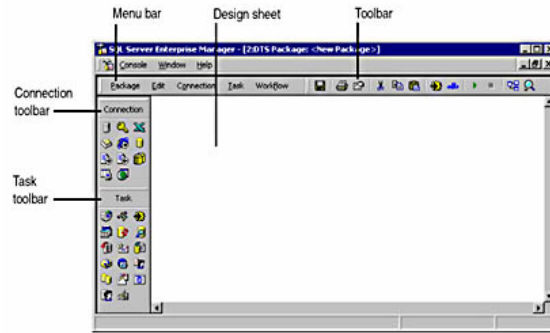 Menu bar
Design sheet
Toolbar
SQL Server Enterprise Manager - [2:DTS Package: <New Package>]
Console Window Help
Package Edit Connection Task Workflow
Connection
toolbar
Connection
Task
toolbar
Task